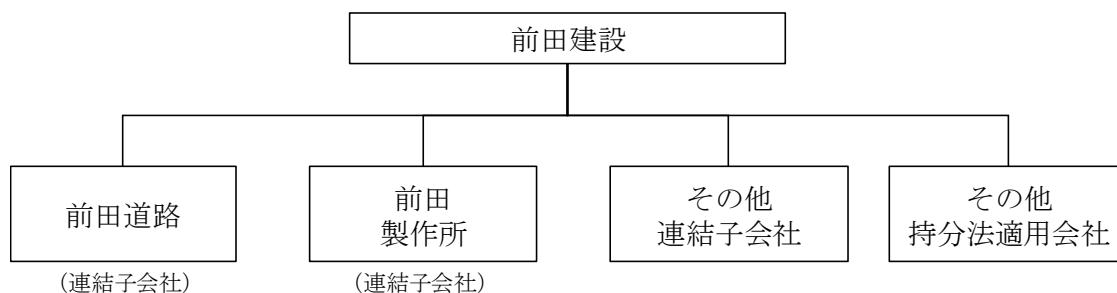 前田建設
前田道路
(連結子会社)
前田
製作所
(連結子会社)
その他
連結子会社
その他
持分法適用会社